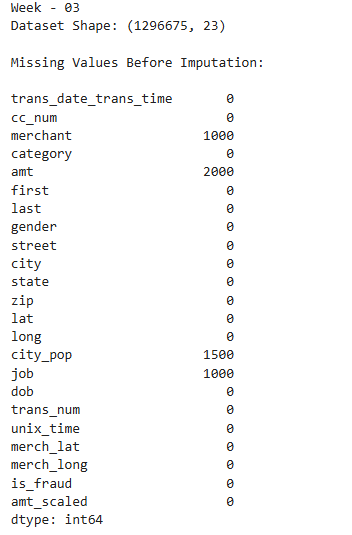 Week - 03
Dataset Shape: (1296675, 23)
Missing Values Before Imputation:
trans_date_trans_time 0
cc_num 0
merchant 1000
category 0
amt 2000
first 0
last 0
gender 0
street 0
city 0
state 0
zip 0
lat 0
long 0
city_pop 1500
job 1000
dob 0
trans_num 0
unix_time 0
merch_lat 0
merch_long 0
is_fraud 0
amt_scaled 0
dtype: int64